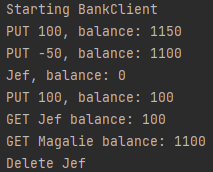 Starting BankClient
PUT 100, balance: 1150
PUT -50, balance: 1100
Jef, balance: 0
PUT 100, balance: 100
GET Jef balance: 100
GET Magalie balance: 1100
Delete Jef